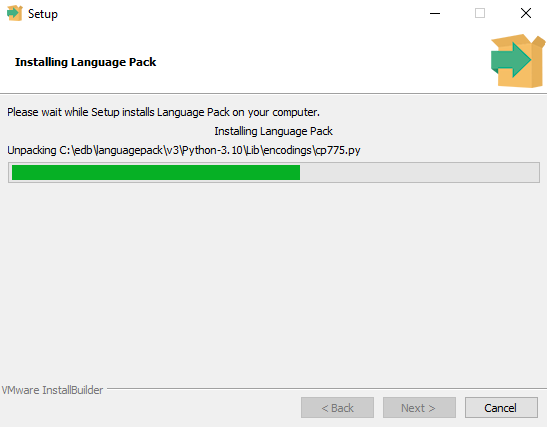 Setup
Installing Language Pack
Please wait while Setup installs Language Pack on your computer.
Installing Language Pack
Unpacking C:\edb\languagepack\v3\Python-3.10\Lib\encodings\cp775.py
VMware InstallBuilder
< Back
Next >
Cancel